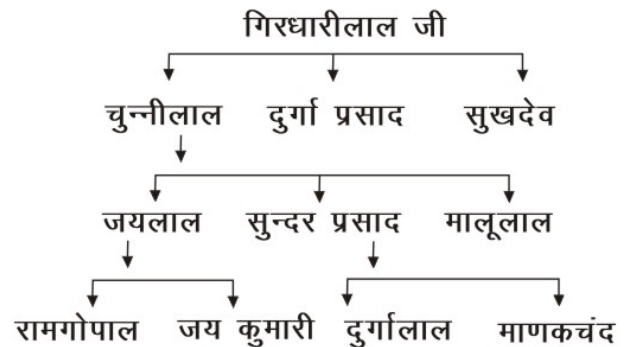 गिरधारीलाल जी
चुन्नीलाल दुर्गा प्रसाद सुखदेव
जयलाल सुन्दर प्रसाद मालूलाल
रामगोपाल जय कुमारी दुर्गालाल माणकचंद